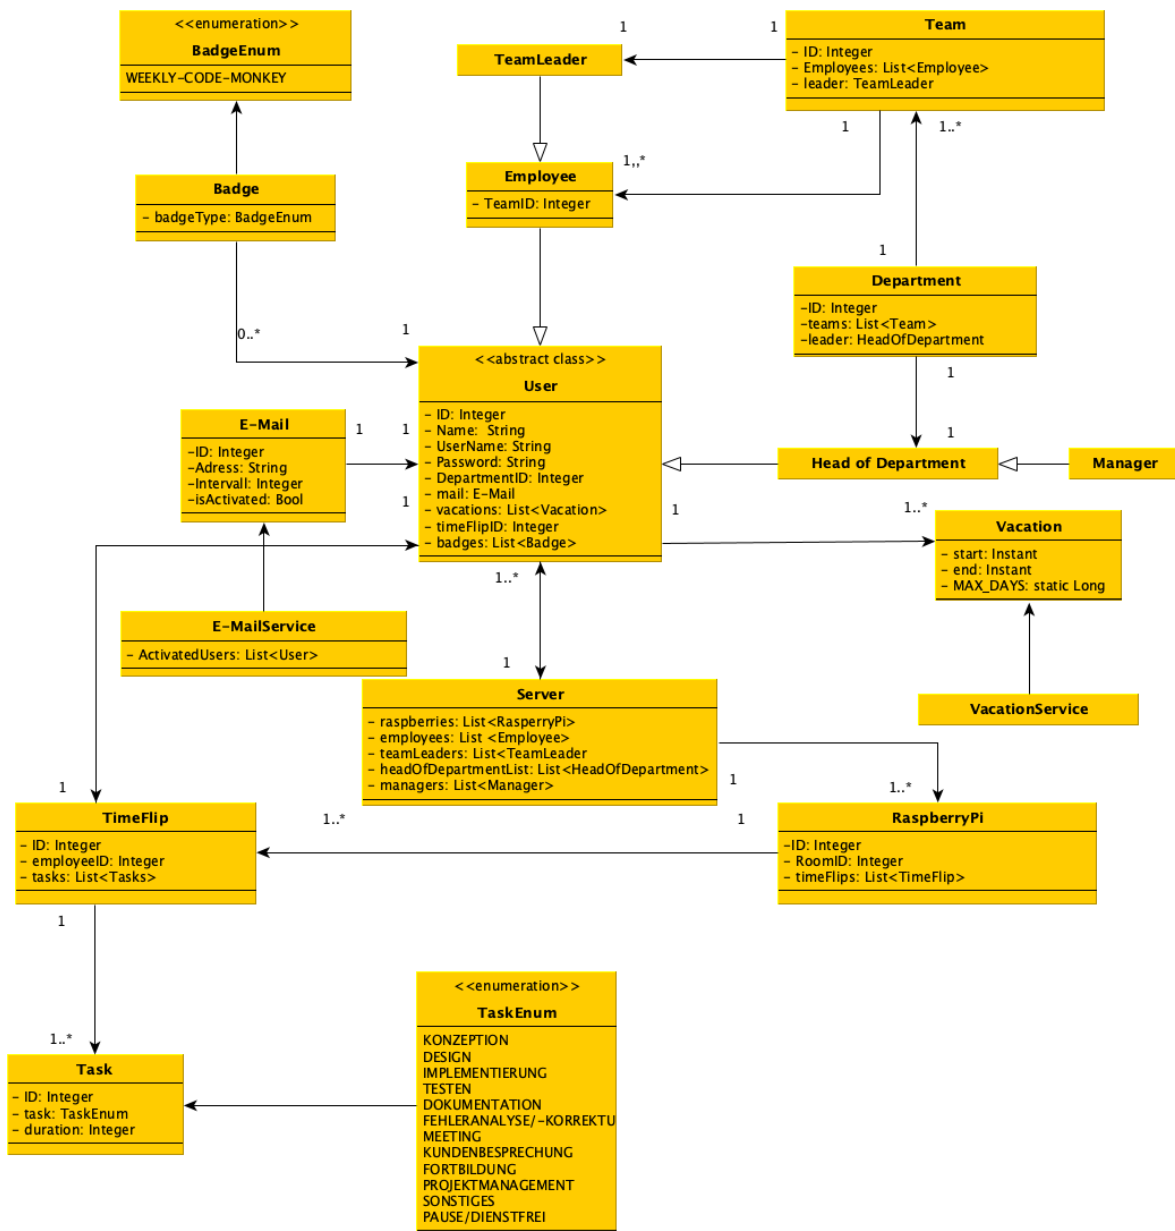 <<enumeration>>
BadgeEnum
WEEKLY-CODE-MONKEY
TeamLeader
1
1
Team
- ID: Integer
- Employees: List<Employee>
- leader: TeamLeader
1
1..*
Badge
- badgeType: BadgeEnum
Employee
- TeamID: Integer
1,,*
1
Department
-ID: Integer
-teams: List<Team>
-leader: HeadOfDepartment
0..*
1
1
1
<<abstract class>>
User
- ID: Integer
- Name:  String
- UserName: String
- Password: String
- DepartmentID: Integer
- mail: E-Mail
- vacations: List<Vacation>
- timeFlipID: Integer
- badges: List<Badge>
E-Mail
-ID: Integer
-Adress: String
-Intervall: Integer
-isActivated: Bool
1
1
1
Head of Department
Manager
1
1..*
Vacation
- start: Instant
- end: Instant
- MAX_DAYS: static Long
1..*
E-MailService
- ActivatedUsers: List<User>
1
Server
- raspberries: List<RasperryPi>
- employees: List <Employee>
- teamLeaders: List<TeamLeader
- headOfDepartmentList: List<HeadOfDepartment>
- managers: List<Manager>
VacationService
1
1..*
1
TimeFlip
- ID: Integer
- employeeID: Integer
- tasks: List<Tasks>
1..*
1
RaspberryPi
-ID: Integer
- RoomID: Integer
- timeFlips: List<TimeFlip>
1
1..*
Task
- ID: Integer
- task: TaskEnum
- duration: Integer
<<enumeration>>
TaskEnum
KONZEPTION
DESIGN
IMPLEMENTIERUNG
TESTEN
DOKUMENTATION
FEHLERANALYSE/-KORREKTU
MEETING
KUNDENBESPRECHUNG
FORTBILDUNG
PROJEKTMANAGEMENT
SONSTIGES
PAUSE/DIENSTFREI